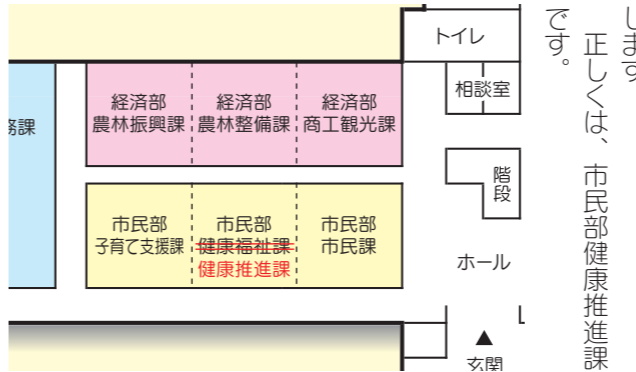 します
正しくは、市民部健康推進課
です。
トイレ
相談室
階段
ホール
▲
玄関
務課
経済部
農林振興課
経済部
農林整備課
経済部
商工観光課
市民部
子育て支援課
市民部
健康福祉課
健康推進課
市民部
市民課